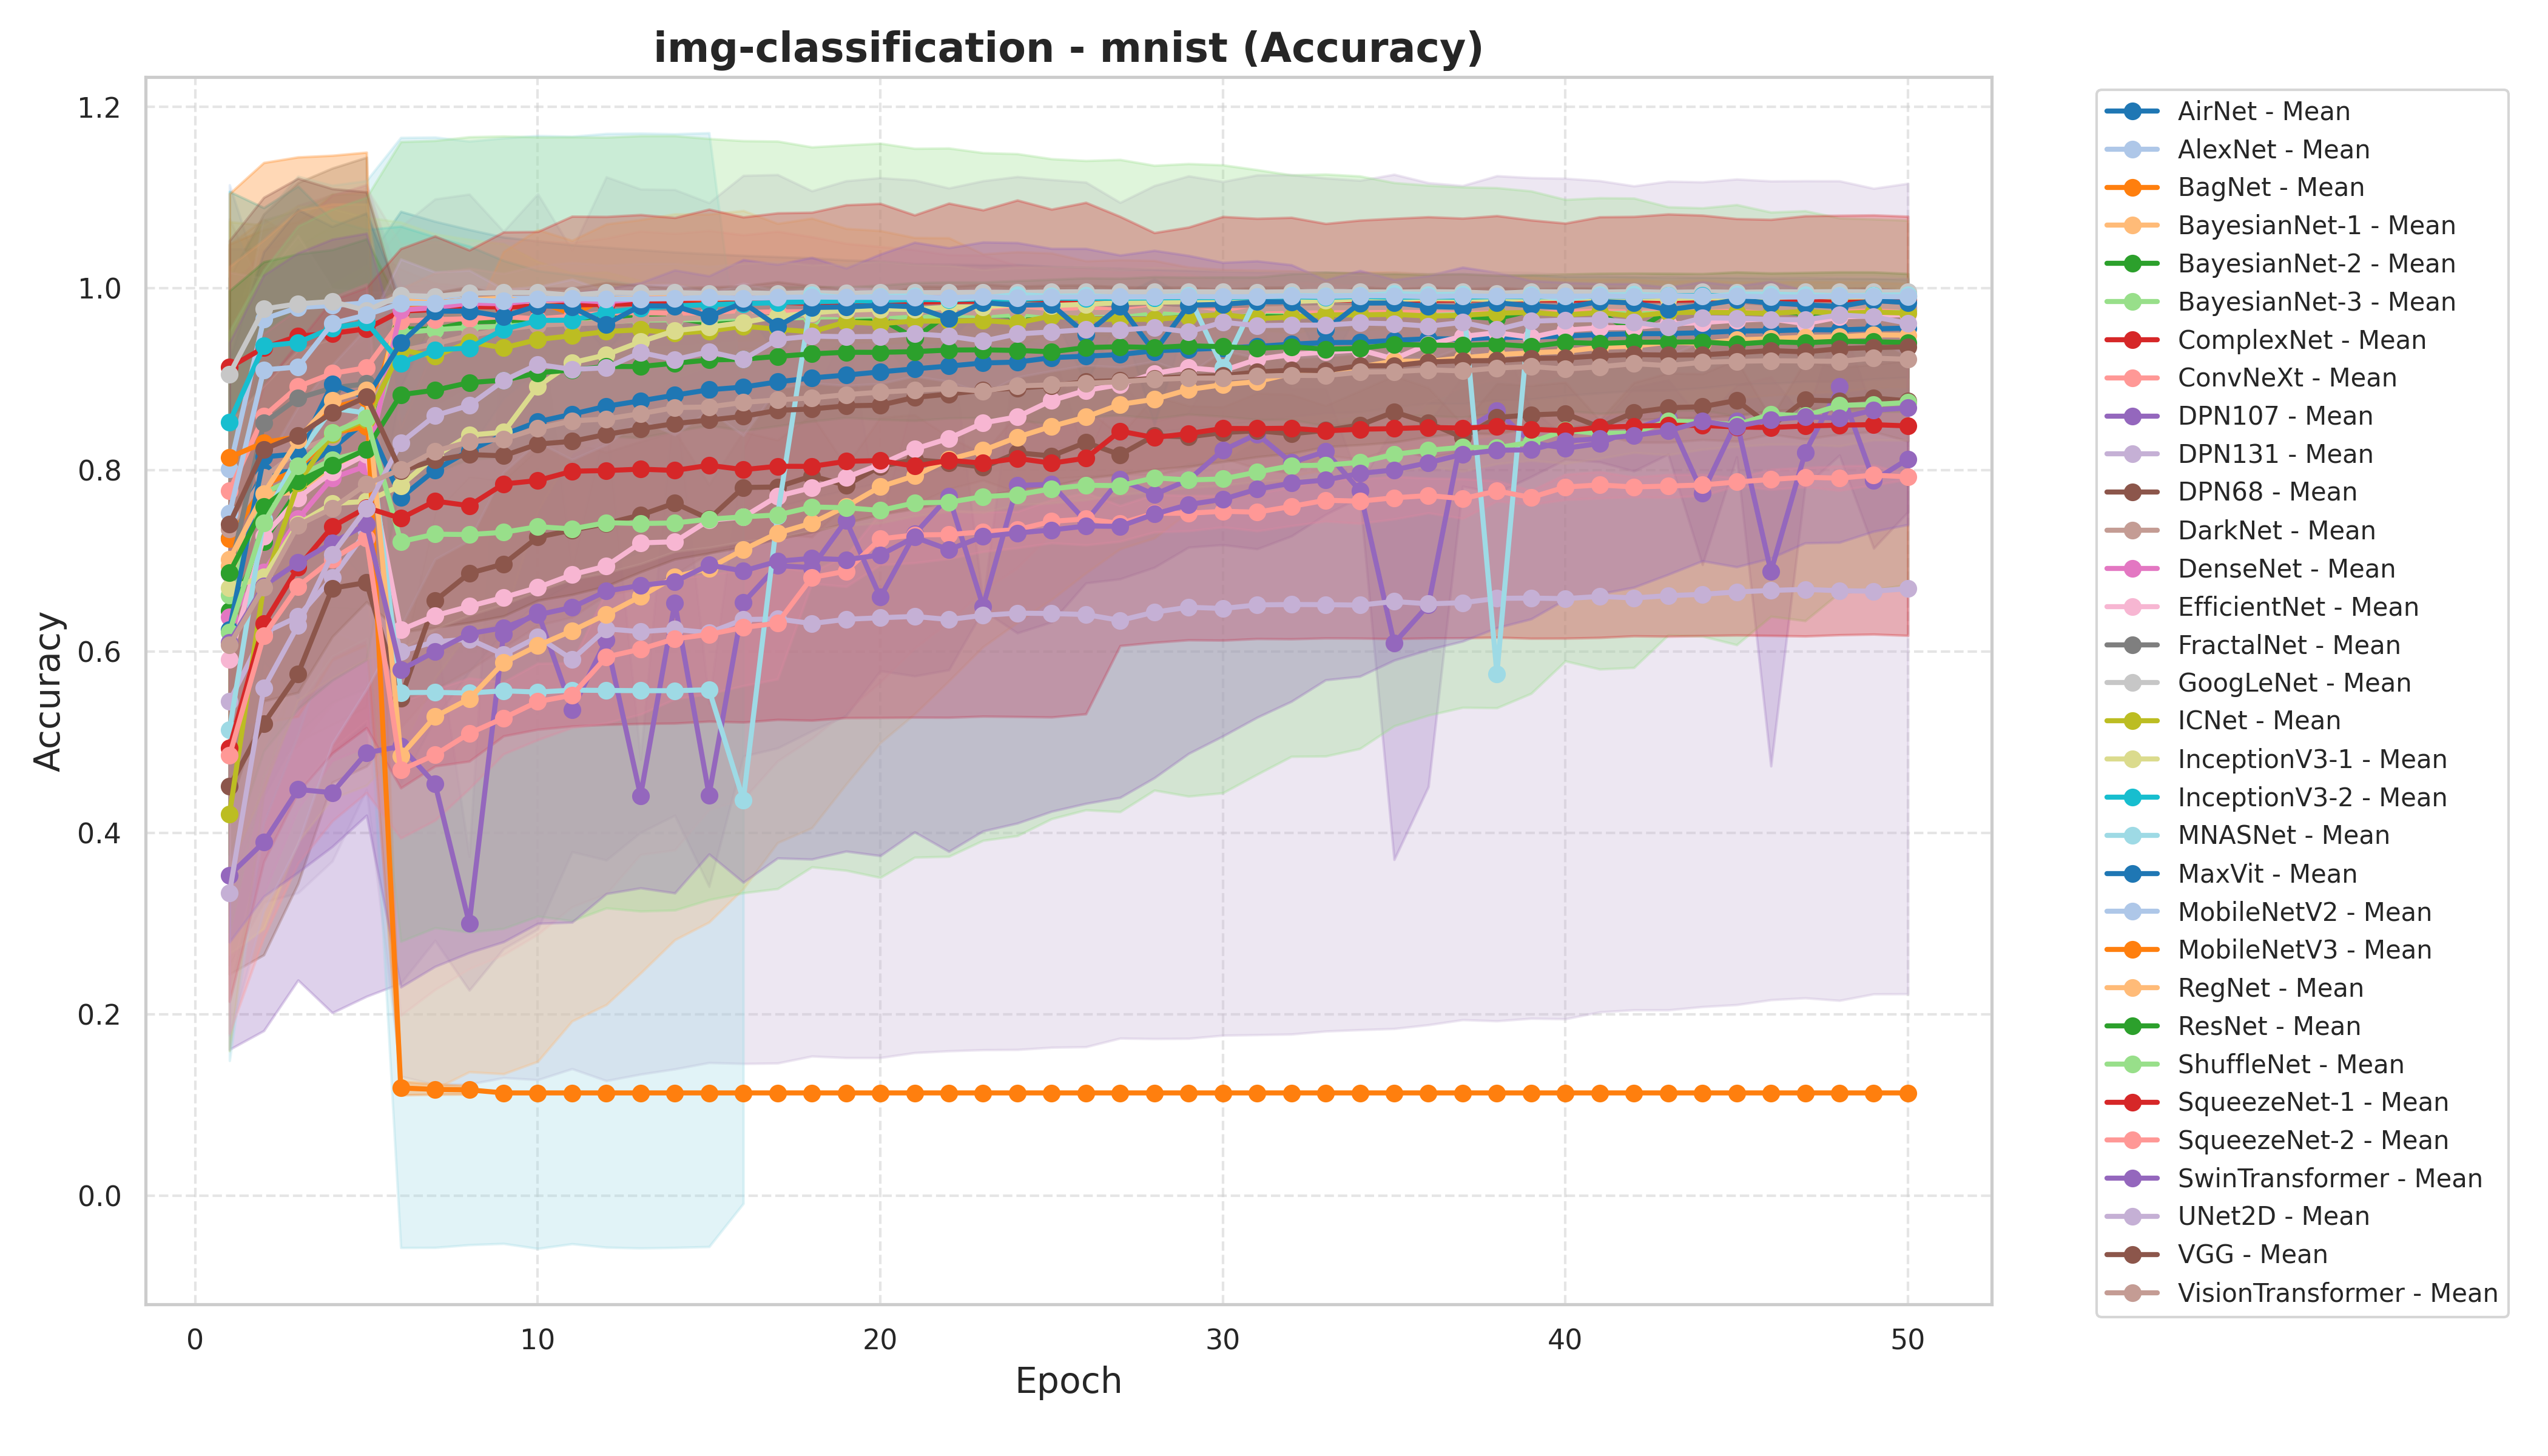 img-classification - mnist (Accuracy)
Accuracy
1.2
1.0
0.8
0.6
0.4
0.2
0.0
0
10
20
30
40
50
Epoch
AirNet - Mean
AlexNet - Mean
BagNet - Mean
BayesianNet-1 - Mean
BayesianNet-2 - Mean
BayesianNet-3 - Mean
ComplexNet - Mean
ConvNeXt - Mean
DPN107 - Mean
DPN131 - Mean
DPN68 - Mean
DarkNet - Mean
DenseNet - Mean
EfficientNet - Mean
FractalNet - Mean
GoogLeNet - Mean
ICNet - Mean
InceptionV3-1 - Mean
InceptionV3-2 - Mean
MNASNet - Mean
MaxVit - Mean
MobileNetV2 - Mean
MobileNetV3 - Mean
RegNet - Mean
ResNet - Mean
ShuffleNet - Mean
SqueezeNet-1 - Mean
SqueezeNet-2 - Mean
SwinTransformer - Mean
UNet2D - Mean
VGG - Mean
VisionTransformer - Mean